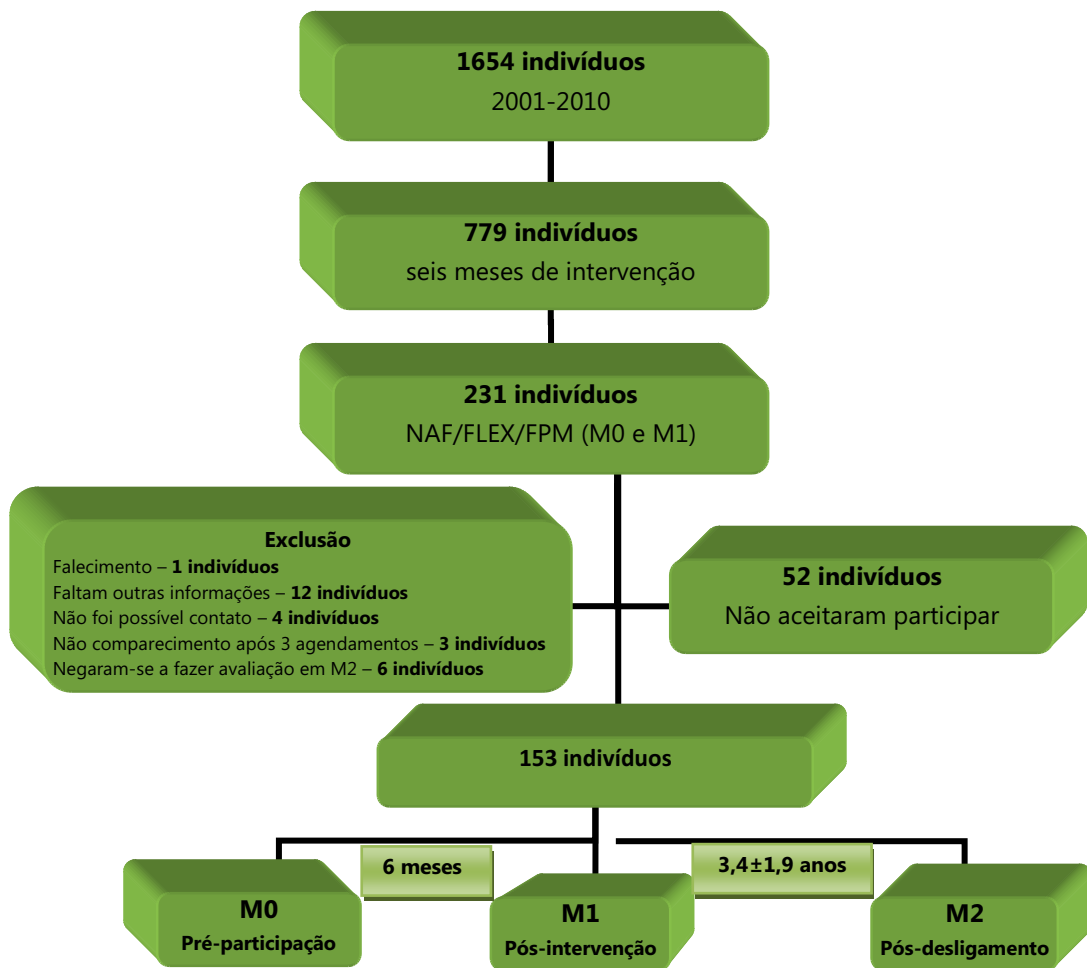 1654 indivíduos
2001-2010
779 indivíduos
seis meses de intervenção
231 indivíduos
NAF/FLEX/FPM (M0 e M1)
Exclusão
Falecimento – 1 indivíduos
Faltam outras informações – 12 indivíduos
Não foi possível contato – 4 indivíduos
Não comparecimento após 3 agendamentos – 3 indivíduos
Negaram-se a fazer avaliação em M2 – 6 indivíduos
52 indivíduos
Não aceitaram participar
153 indivíduos
6 meses
3,4±1,9 anos
M0
Pré-participação
M1
Pós-intervenção
M2
Pós-desligamento